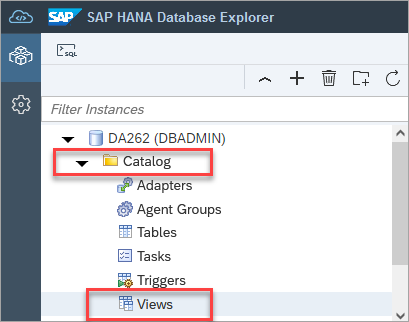 SAP SAP HANA Database Explorer
SQL
Filter Instances
DA262 (DBADMIN)
Catalog
Adapters
Agent Groups
Tables
Tasks
Triggers
Views